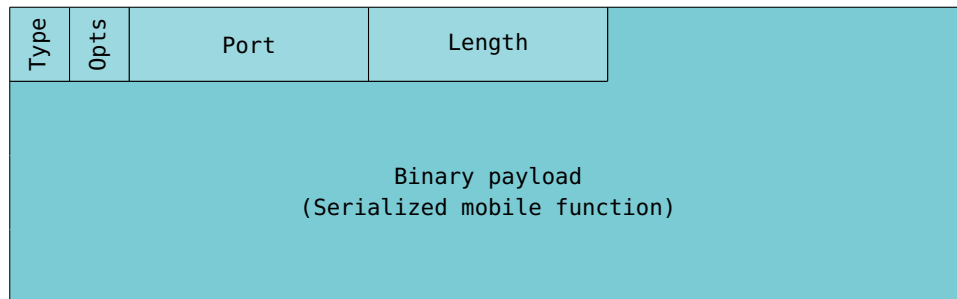 Type
Opts
Port
Length
Binary payload
(Serialized mobile function)